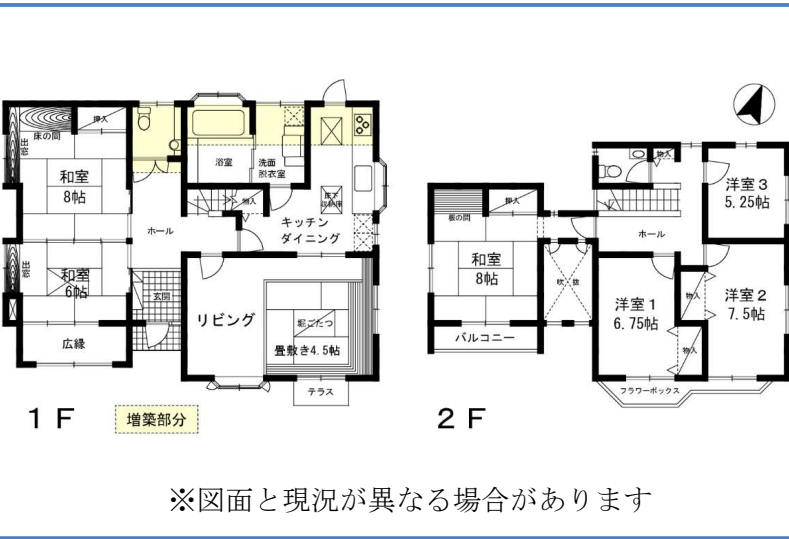 押入
床の間
出窓
和室
8帖
浴室
洗面
脱衣室
物入
床下
収納庫
キッチン
ダイニング
ホール
出窓
和室
6帖
玄関
広縁
リビング
掘ごたつ
畳敷き4.5帖
テラス
1F
増築部分
物入
洋室3
5.25帖
押入
板の間
ホール
和室
8帖
吹抜
洋室1
6.75帖
物入
洋室2
7.5帖
物入
バルコニー
フラワーボックス
2F
※図面と現況が異なる場合があります